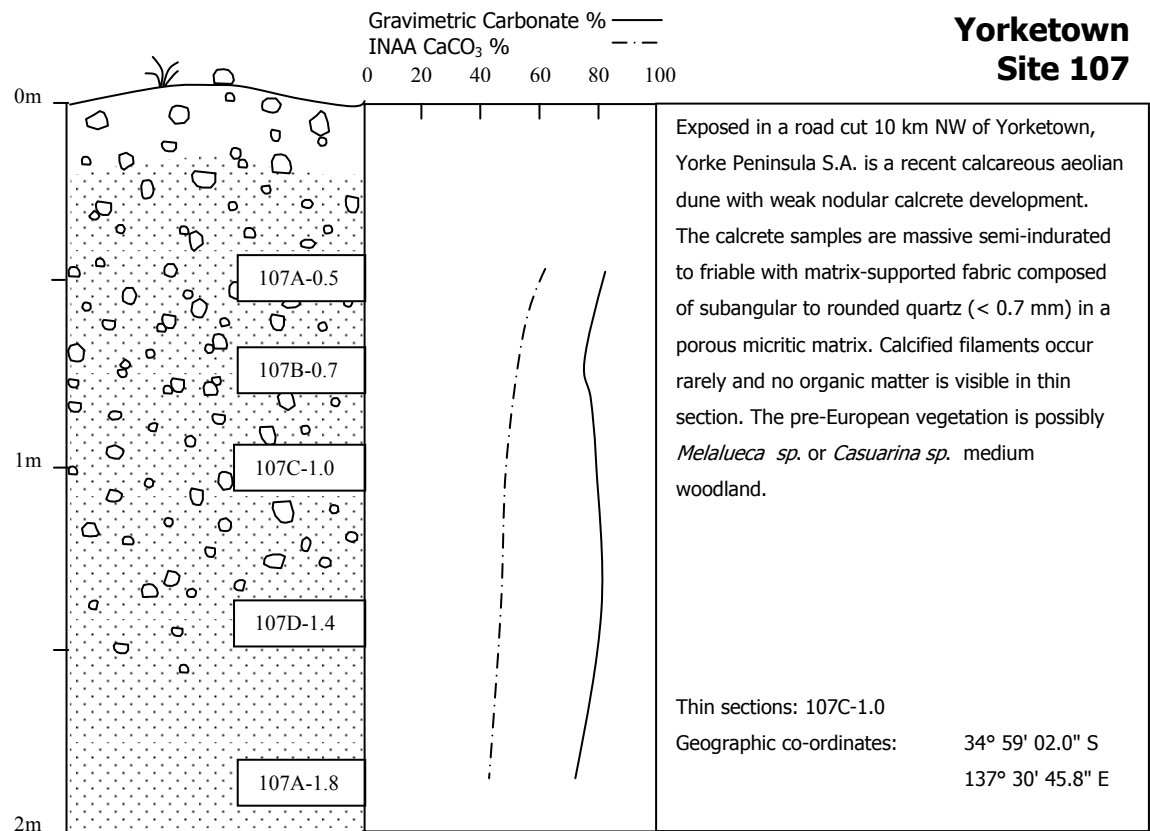 Gravimetric Carbonate %
INAA CaCO₃ %
Yorketown
Site 107
0 20 40 60 80 100
0m
Exposed in a road cut 10 km NW of Yorketown,
Yorke Peninsula S.A. is a recent calcareous aeolian
dune with weak nodular calcrete development.
The calcrete samples are massive semi-indurated
to friable with matrix-supported fabric composed
of subangular to rounded quartz (< 0.7 mm) in a
porous micritic matrix. Calcified filaments occur
rarely and no organic matter is visible in thin
section. The pre-European vegetation is possibly
Melalueca sp. or Casuarina sp. medium
woodland.
107A-0.5
107B-0.7
1m
107C-1.0
107D-1.4
107A-1.8
2m
Thin sections: 107C-1.0
Geographic co-ordinates: 34° 59' 02.0" S
137° 30' 45.8" E